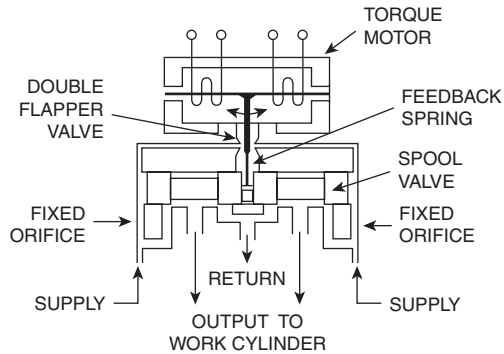 TORQUE
MOTOR
DOUBLE
FLAPPER
VALVE
FEEDBACK
SPRING
SPOOL
VALVE
FIXED
ORIFICE
FIXED
ORIFICE
RETURN
SUPPLY
SUPPLY
OUTPUT TO
WORK CYLINDER